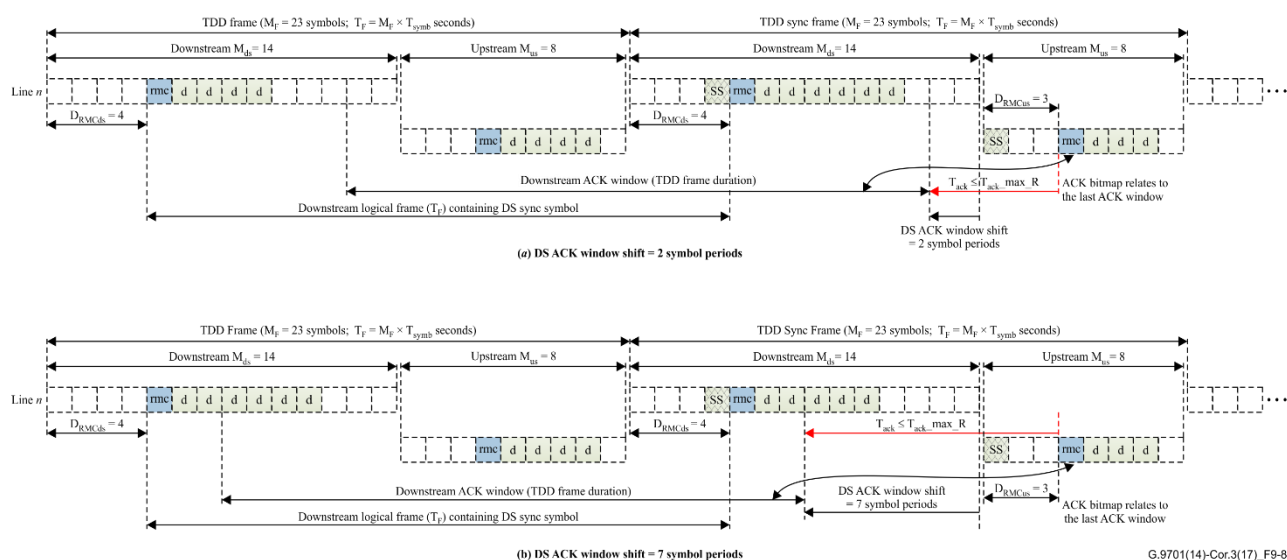 TDD frame (M_F = 23 symbols; T_F = M_F × T_symb seconds) TDD sync frame (M_F = 23 symbols; T_F = M_F × T_symb seconds)
Downstream M_ds = 14 Upstream M_us = 8 Downstream M_ds = 14 Upstream M_us = 8
Line n rmc d d d d SS rmc d d d d d d ...
D_RMCds = 4 D_RMCds = 4 D_RMCus = 3
rmc d d d d SS rmc d d d
Downstream ACK window (TDD frame duration) T_ack ≤ T_ack_max_R ACK bitmap relates to
the last ACK window
Downstream logical frame (T_F) containing DS sync symbol
DS ACK window shift
= 2 symbol periods
(a) DS ACK window shift = 2 symbol periods
TDD Frame (M_F = 23 symbols; T_F = M_F × T_symb seconds) TDD Sync Frame (M_F = 23 symbols; T_F = M_F × T_symb seconds)
Downstream M_ds = 14 Upstream M_us = 8 Downstream M_ds = 14 Upstream M_us = 8
Line n rmc d d d d d d SS rmc d d d d d ...
D_RMCds = 4 D_RMCds = 4 T_ack ≤ T_ack_max_R
rmc d d d d SS rmc d d d
Downstream ACK window (TDD frame duration) DS ACK window shift
= 7 symbol periods
D_RMCus = 3
ACK bitmap relates to
the last ACK window
Downstream logical frame (T_F) containing DS sync symbol
(b) DS ACK window shift = 7 symbol periods
G.9701(14)-Cor.3(17)_F9-8